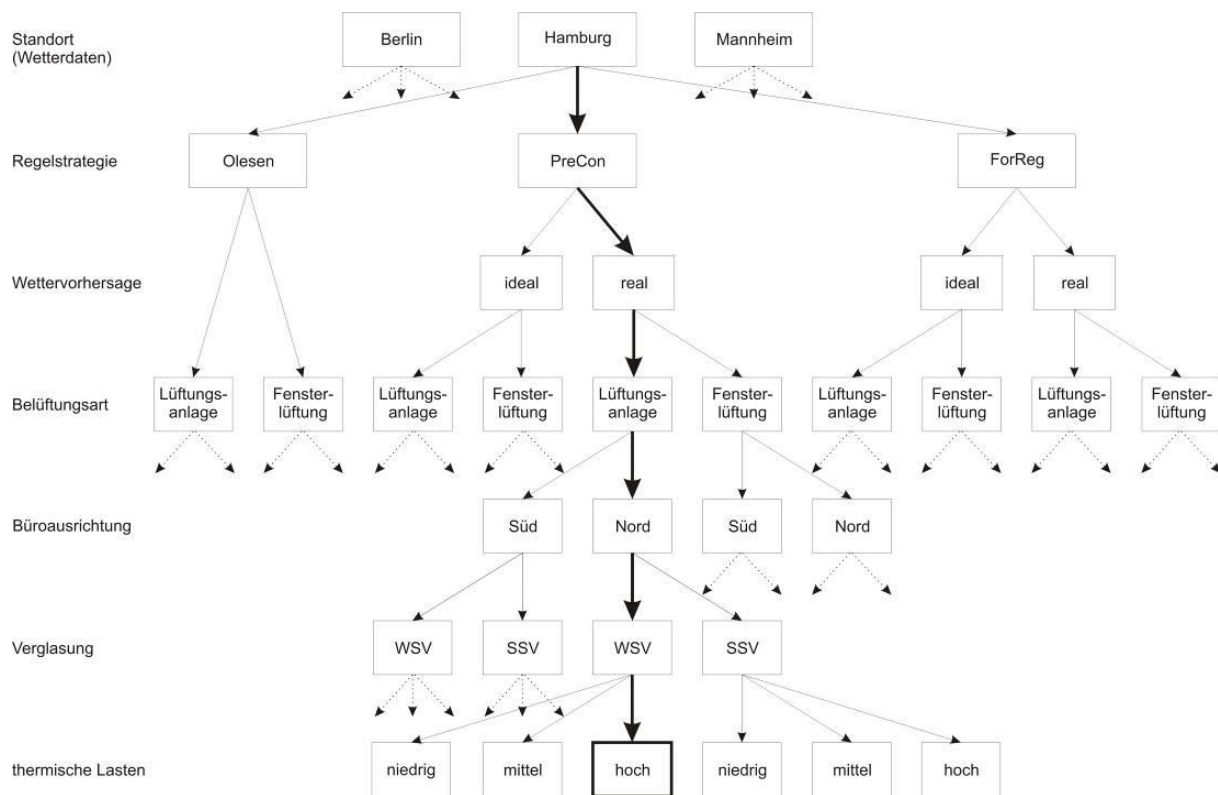 Standort
(Wetterdaten)
Berlin
Hamburg
Mannheim
Regelstrategie
Olesen
PreCon
ForReg
Wettervorhersage
ideal
real
ideal
real
Belüftungsart
Lüftungs-
anlage
Fenster-
lüftung
Lüftungs-
anlage
Fenster-
lüftung
Lüftungs-
anlage
Fenster-
lüftung
Lüftungs-
anlage
Fenster-
lüftung
Lüftungs-
anlage
Fenster-
lüftung
Büroausrichtung
Süd
Nord
Süd
Nord
Verglasung
WSV
SSV
WSV
SSV
thermische Lasten
niedrig
mittel
hoch
niedrig
mittel
hoch